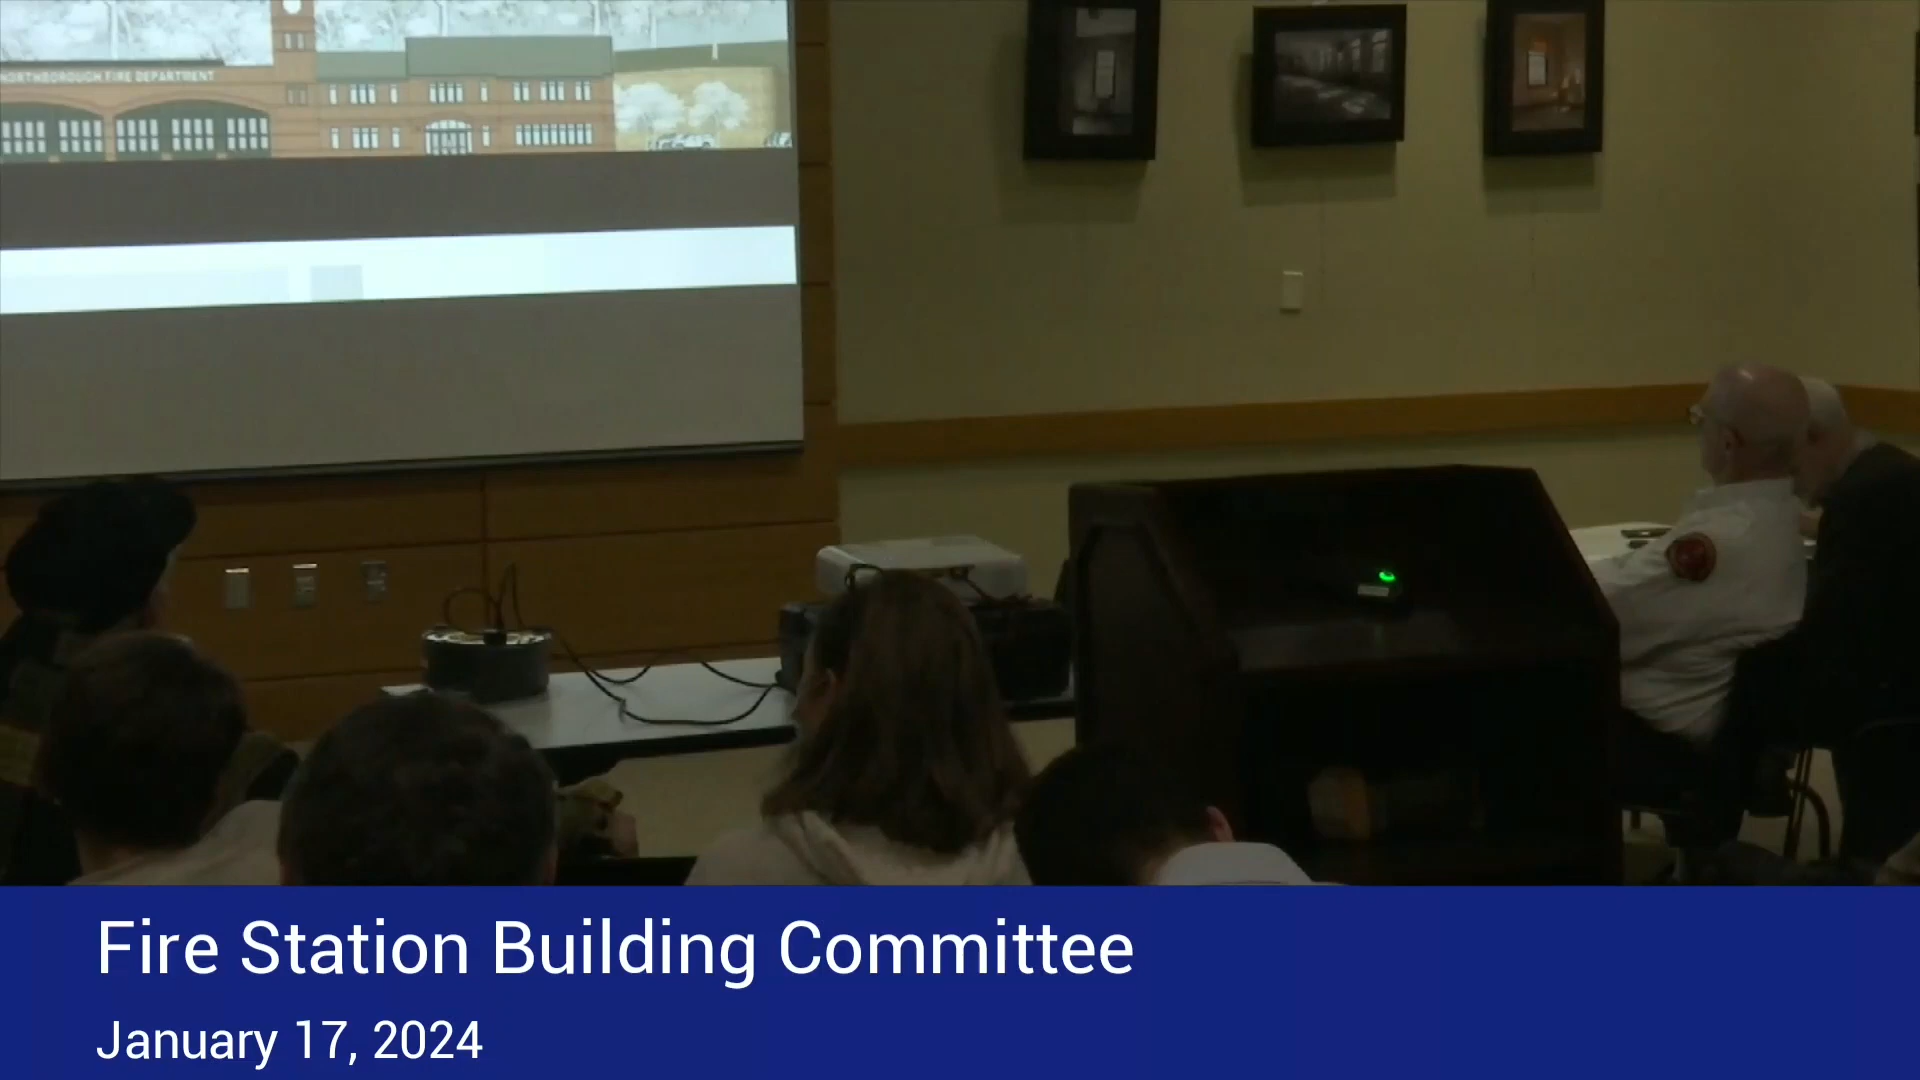 NORTHBOROUGH FIRE DEPARTMENT
Fire Station Building Committee
January 17, 2024